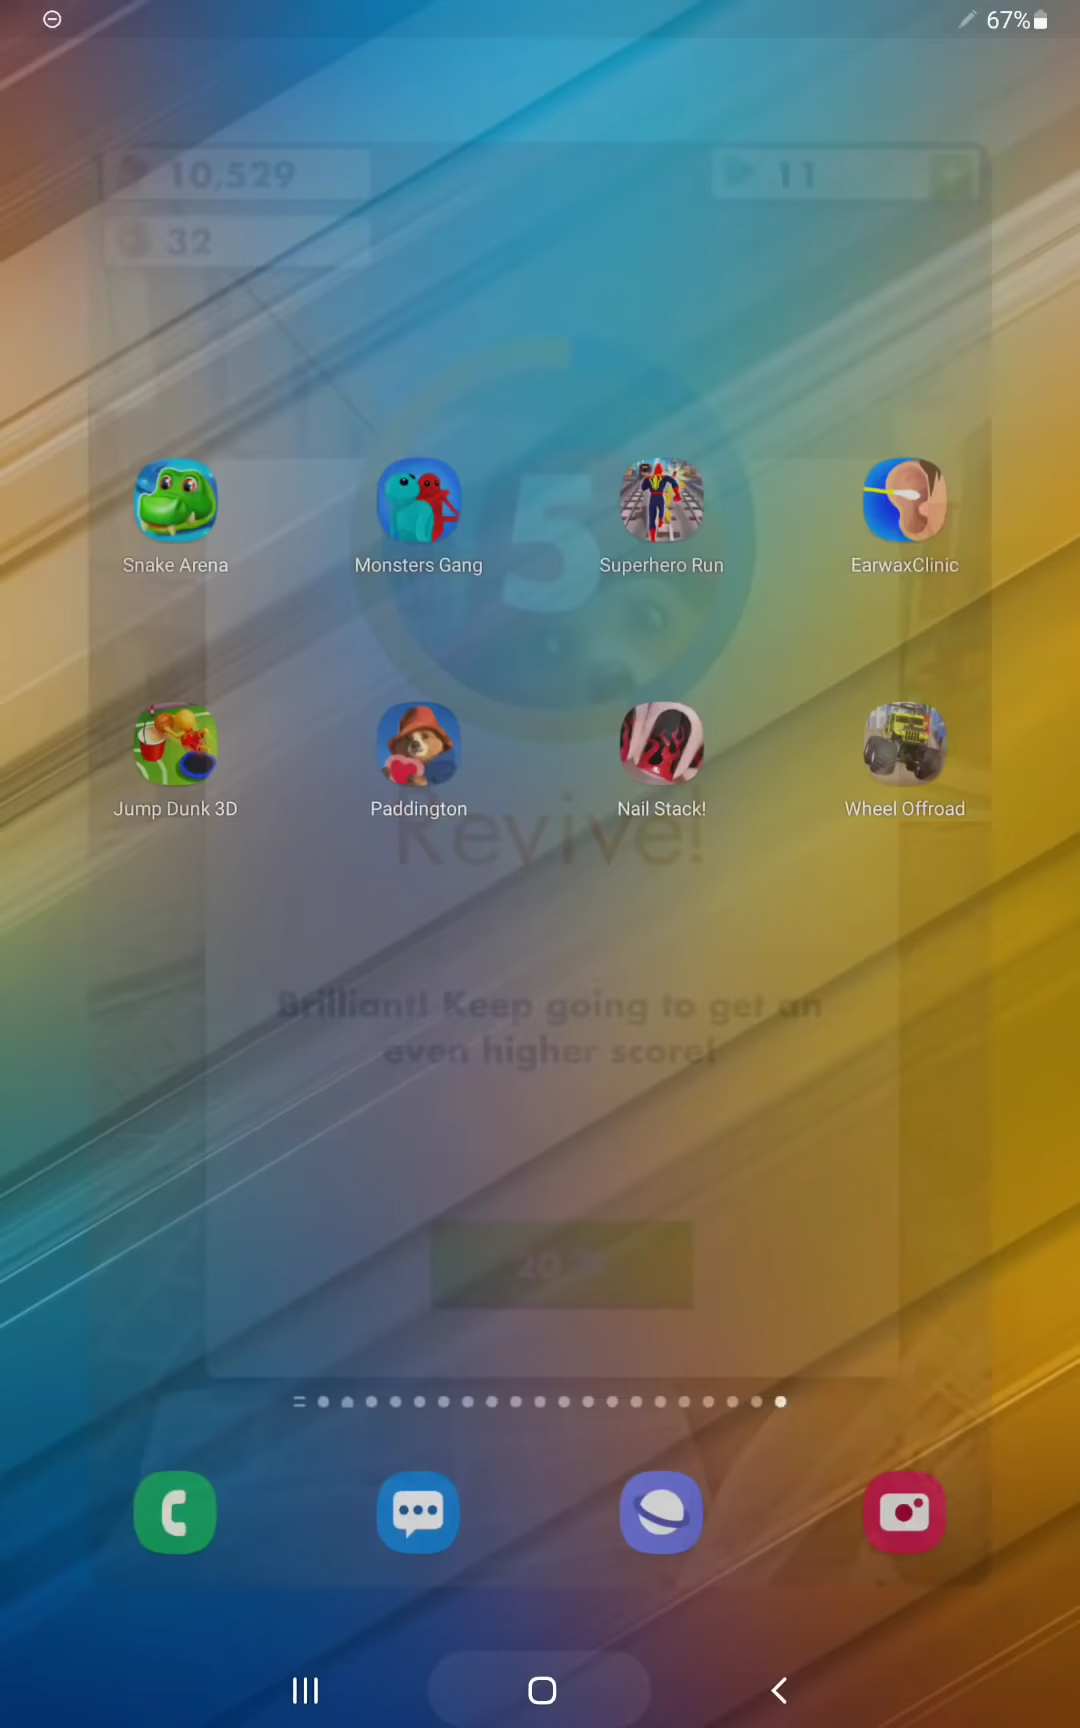 67%
10,529
11
32
5
Snake Arena
Monsters Gang
Superhero Run
EarwaxClinic
Jump Dunk 3D
Paddington
Nail Stack!
Wheel Offroad
Revive!
Brilliant! Keep going to get an
even higher score!
20